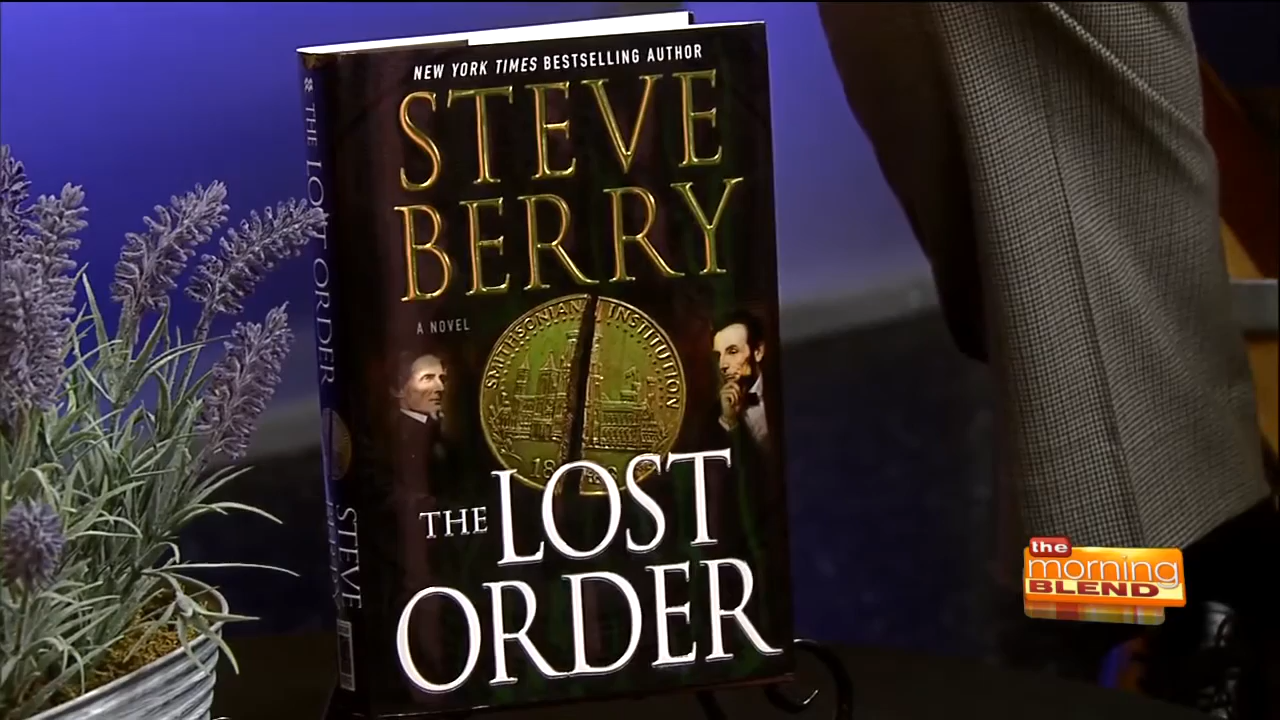 NEW YORK TIMES BESTSELLING AUTHOR
STEVE
BERRY
A NOVEL
SMITHSONIAN INSTITUTION
THE LOST
ORDER
THE LOST ORDER
STEVE
the
morning
BLEND